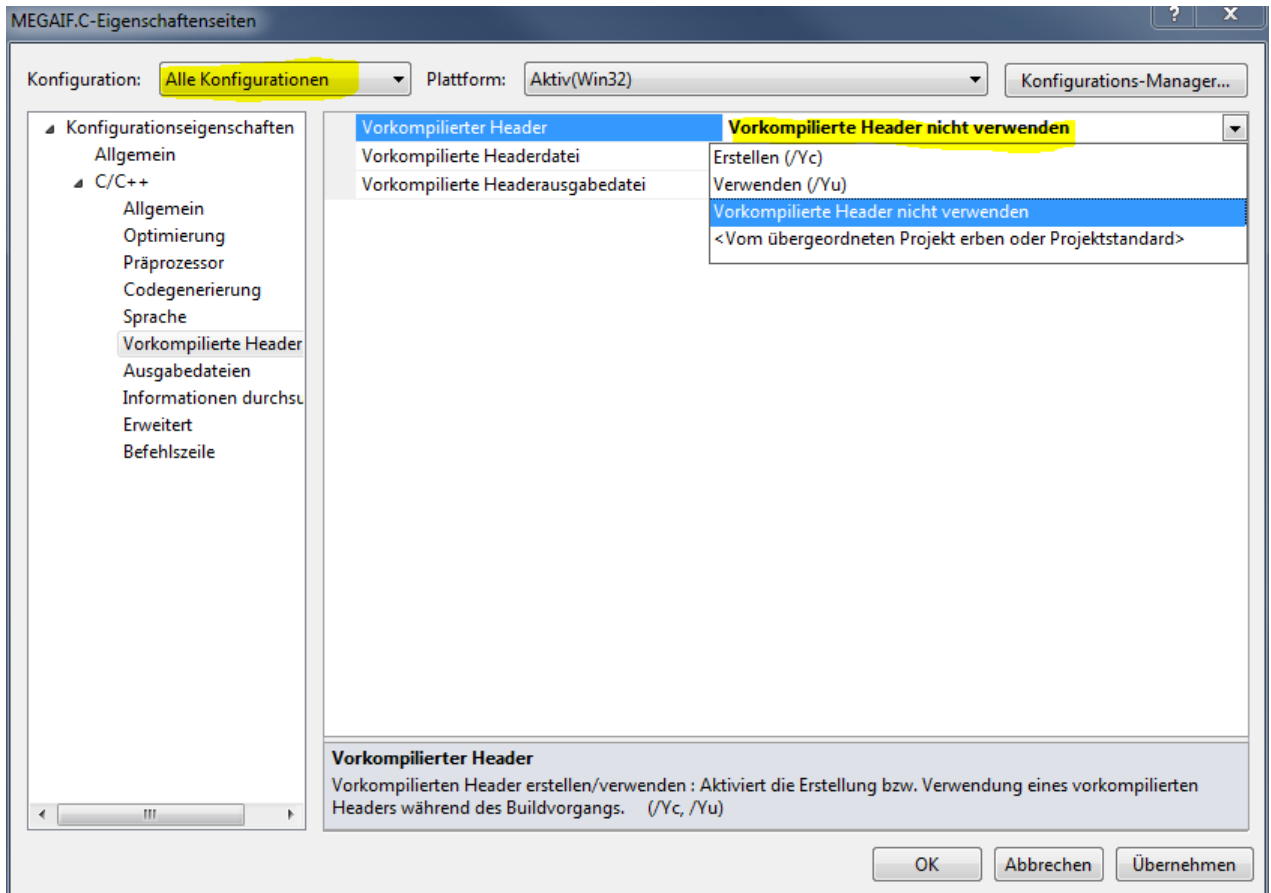 MEGAIF.C-Eigenschaftenseiten
? X
Konfiguration: Alle Konfigurationen Plattform: Aktiv(Win32) Konfigurations-Manager...
Konfigurationseigenschaften
Allgemein
C/C++
Allgemein
Optimierung
Präprozessor
Codegenerierung
Sprache
Vorkompilierte Header
Ausgabedateien
Informationen durchsu
Erweitert
Befehlszeile
Vorkompilierter Header Vorkompilierte Header nicht verwenden
Vorkompilierte Headerdatei
Vorkompilierte Headerausgabedatei
Erstellen (/Yc)
Verwenden (/Yu)
Vorkompilierte Header nicht verwenden
<Vom übergeordneten Projekt erben oder Projektstandard>
Vorkompilierter Header
Vorkompilierten Header erstellen/verwenden : Aktiviert die Erstellung bzw. Verwendung eines vorkompilierten
Headers während des Buildvorgangs. (/Yc, /Yu)
OK Abbrechen Übernehmen